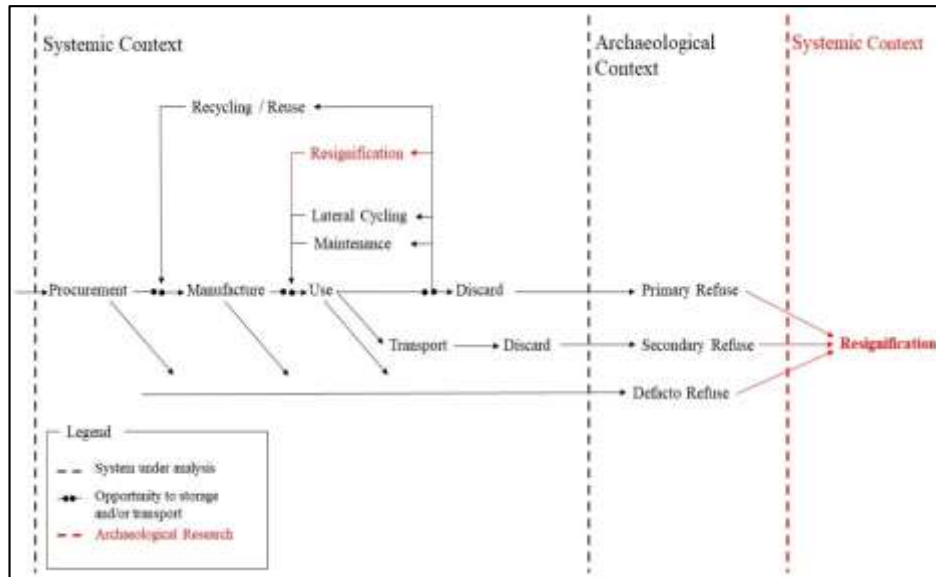 Systemic Context
Archaeological
Context
Systemic Context
Recycling / Reuse
Resignification
Lateral Cycling
Maintenance
Procurement
Manufacture
Use
Discard
Primary Refuse
Transport
Discard
Secondary Refuse
Resignification
Defacto Refuse
Legend
System under analysis
Opportunity to storage
and/or transport
Archaeological Research